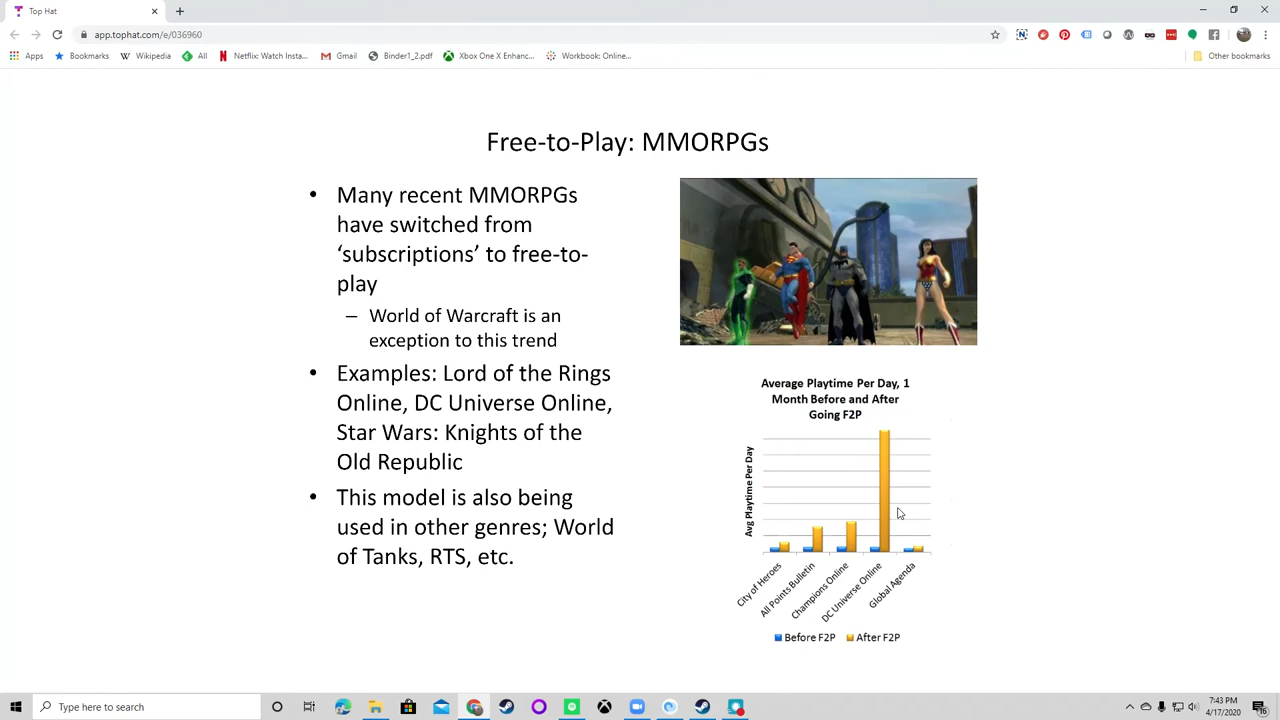 Top Hat
app.tophat.com/e/036960
Apps
Bookmarks
Wikipedia
All
Netflix: Watch Insta...
Gmail
Binder1_2.pdf
Xbox One X Enhanc...
Workbook: Online...
Other bookmarks
Free-to-Play: MMORPGs
• Many recent MMORPGs
have switched from
‘subscriptions’ to free-to-
play
– World of Warcraft is an
exception to this trend
• Examples: Lord of the Rings
Online, DC Universe Online,
Star Wars: Knights of the
Old Republic
• This model is also being
used in other genres; World
of Tanks, RTS, etc.
Average Playtime Per Day, 1
Month Before and After
Going F2P
Avg Playtime Per Day
City of Heroes
All Points Bulletin
Champions Online
DC Universe Online
Global Agenda
Before F2P
After F2P
Type here to search
7:43 PM
4/17/2020